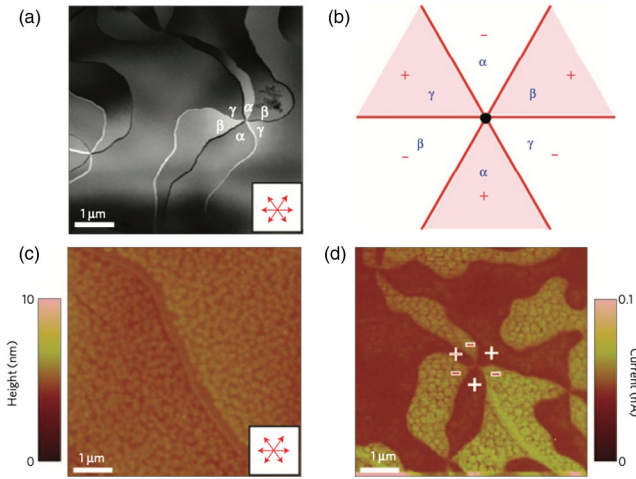 (a)
α
γ
β
β
α
γ
1 μm
(b)
−
α
+
+
γ
β
β
γ
−
−
α
+
(c)
10
Height (nm)
0
1 μm
(d)
0.1
Current (nA)
0
− 
+ +
− −
+
1 μm